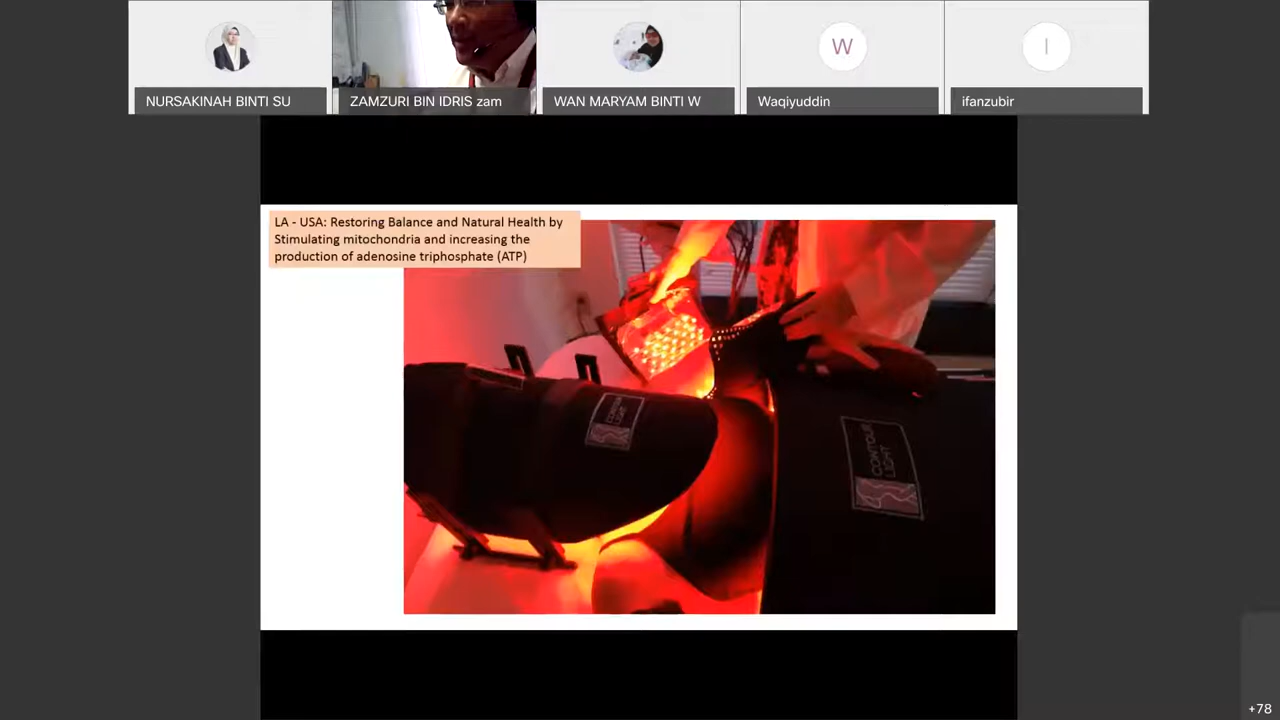 NURSAKINAH BINTI SU
ZAMZURI BIN IDRIS zam
WAN MARYAM BINTI W
W
Waqiyuddin
I
ifanzubir
LA - USA: Restoring Balance and Natural Health by
Stimulating mitochondria and increasing the
production of adenosine triphosphate (ATP)
CONTOUR
LIGHT
CONTOUR
LIGHT
+78